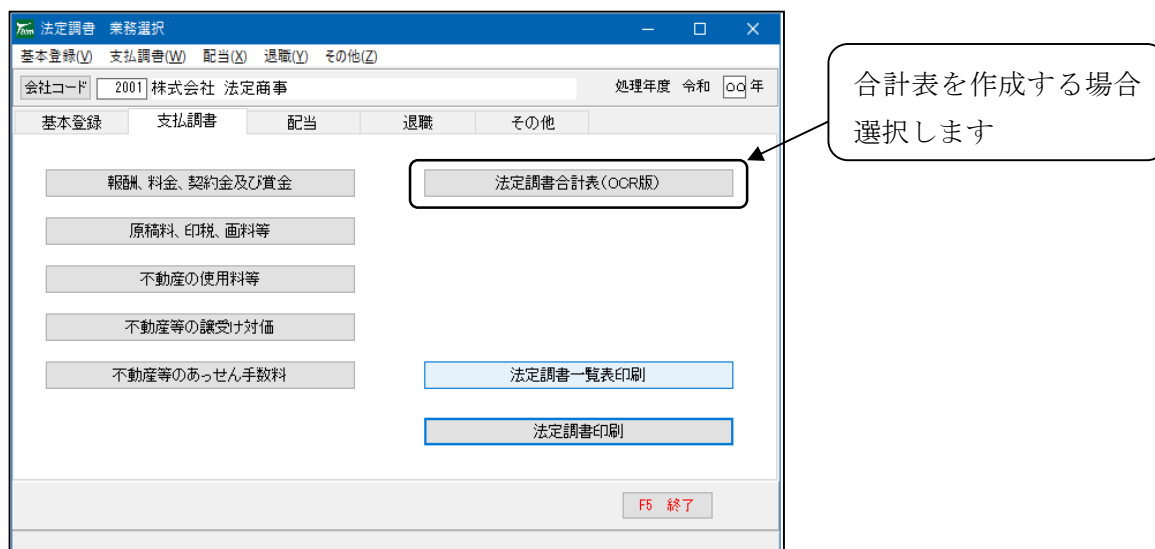 法定調書 業務選択
基本登録(V) 支払調書(W) 配当(X) 退職(Y) その他(Z)
会社コード 2001 株式会社 法定商事 処理年度 令和 〇〇 年
基本登録 支払調書 配当 退職 その他
報酬、料金、契約金及び賞金
法定調書合計表(OCR版)
原稿料、印税、画料等
不動産の使用料等
不動産等の譲受け対価
不動産等のあっせん手数料
法定調書一覧表印刷
法定調書印刷
F5 終了
合計表を作成する場合
選択します